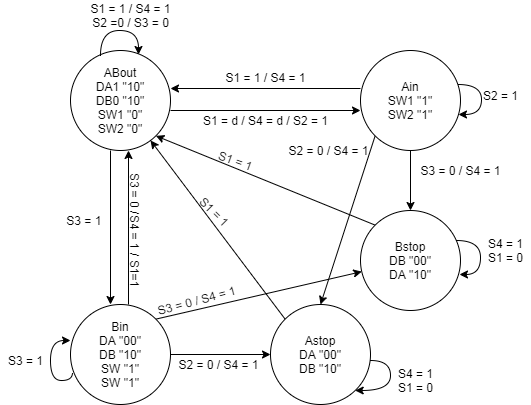 S1 = 1 / S4 = 1
S2 =0 / S3 = 0
ABout
DA1 "10"
DB0 "10"
SW1 "0"
SW2 "0"
S1 = 1 / S4 = 1
S1 = d / S4 = d / S2 = 1
Ain
SW1 "1"
SW2 "1"
S2 = 1
S2 = 0 / S4 = 1
S3 = 0 / S4 = 1
S1 = 1
S1 = 1
S3 = 1
S3 = 0 /S4 = 1 / S1=1
Bstop
DB "00"
DA "10"
S4 = 1
S1 = 0
S3 = 0 / S4 = 1
Bin
DA "00"
DB "10"
SW "1"
SW "1"
S3 = 1
S2 = 0 / S4 = 1
Astop
DA "00"
DB "10"
S4 = 1
S1 = 0